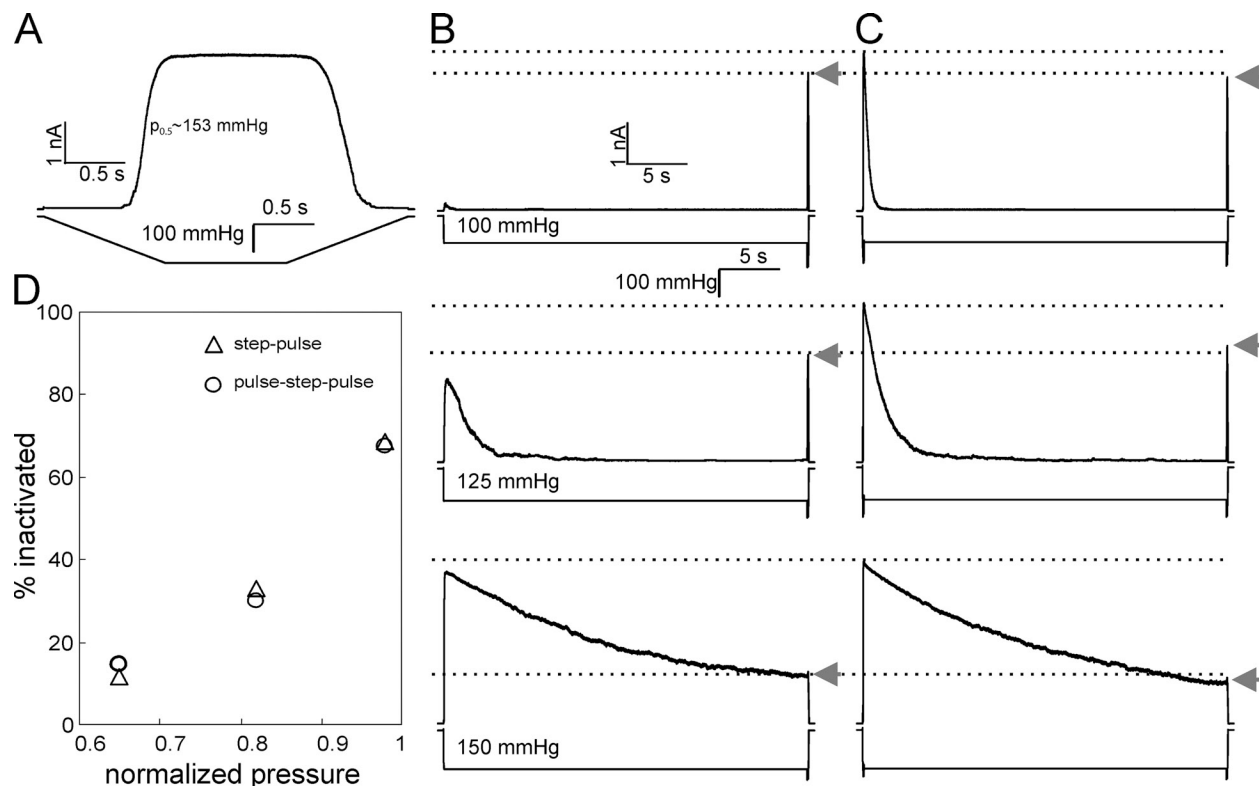 A
B
C
p0.5~153 mmHg
1 nA
0.5 s
0.5 s
100 mmHg
1 nA
5 s
100 mmHg
5 s
100 mmHg
125 mmHg
150 mmHg
D
100
80
60
40
20
0
% inactivated
step-pulse
pulse-step-pulse
0.6
0.7
0.8
0.9
1
normalized pressure